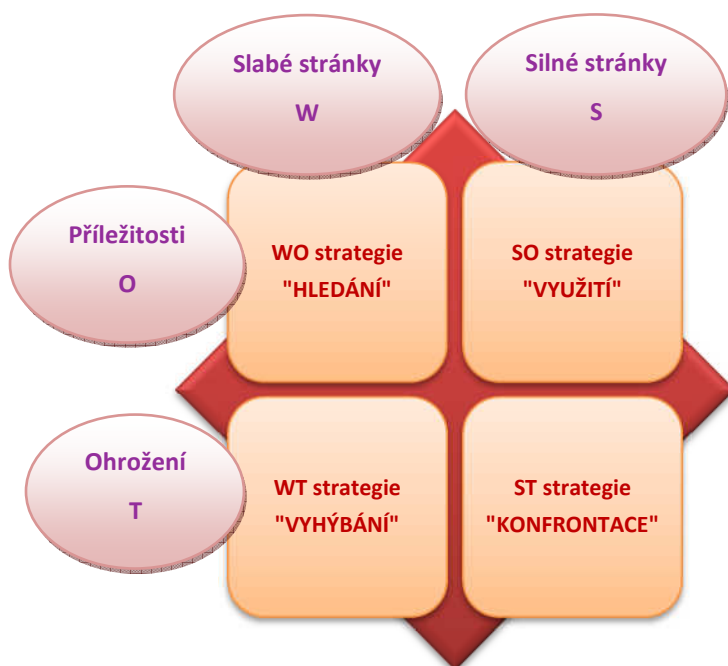 Slabé stránky
W
Silné stránky
S
Příležitosti
O
WO strategie
"HLEDÁNÍ"
SO strategie
"VYUŽITÍ"
Ohrožení
T
WT strategie
"VYHÝBÁNÍ"
ST strategie
"KONFRONTACE"